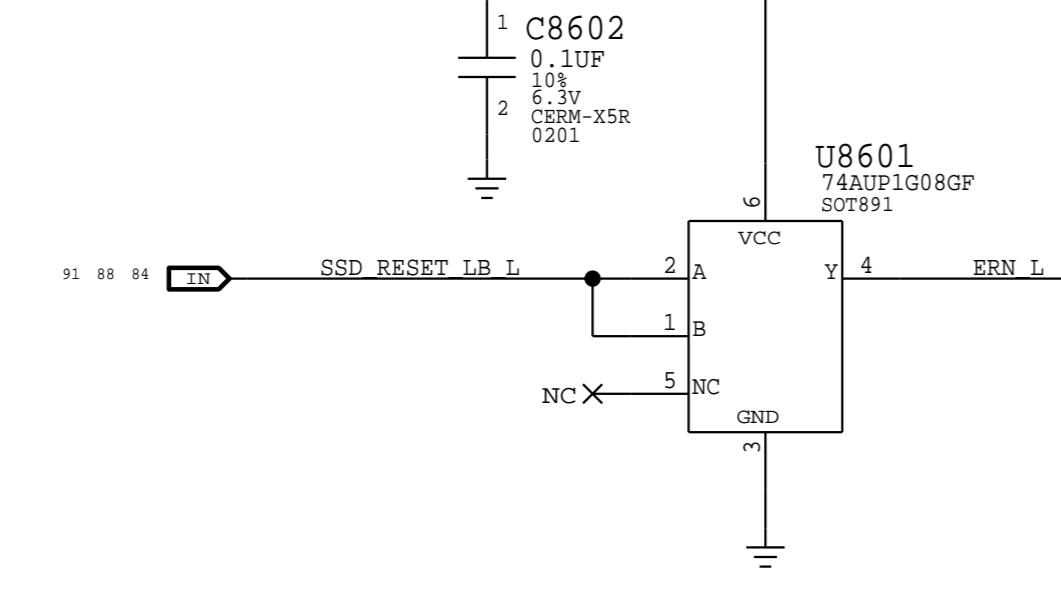 1
C8602
0.1UF
10%
6.3V
2
CERM-X5R
0201
U8601
74AUP1G08GF
SOT891
6
VCC
91 88 84
IN
SSD_RESET_LB_L
2
A
Y
4
ERN_L
1
B
NC
5
NC
GND
3